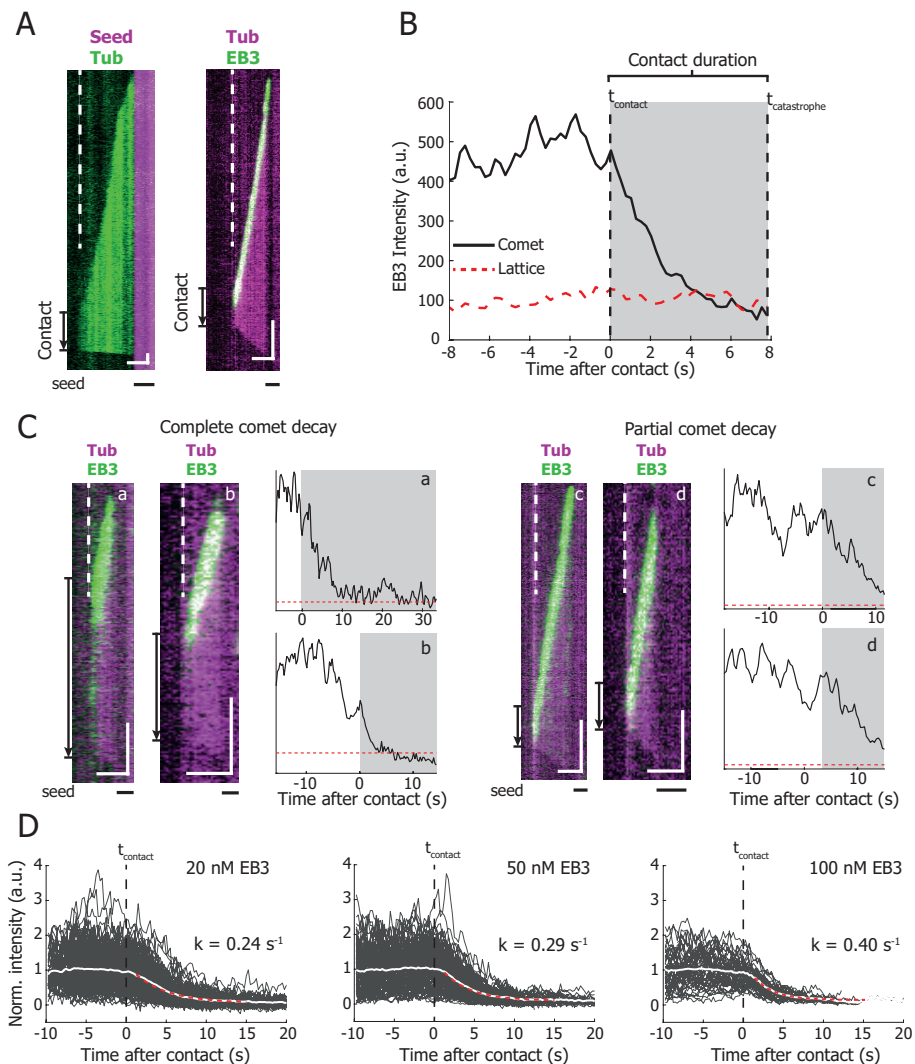 A
Seed
Tub
Tub
EB3
Contact
Contact
seed
B
Contact duration
t_contact
t_catastrophe
EB3 Intensity (a.u.)
600
500
400
300
200
100
0
Comet
Lattice
-8 -6 -4 -2 0 2 4 6 8
Time after contact (s)
C
Complete comet decay
Tub
EB3
a
Tub
EB3
b
seed
a
0 10 20 30
b
-10 0 10
Time after contact (s)
Partial comet decay
Tub
EB3
c
Tub
EB3
d
c
-10 0 10
d
-10 0 10
Time after contact (s)
D
Norm. intensity (a.u.)
t_contact
20 nM EB3
k = 0.24 s⁻¹
4
3
2
1
0
-10 -5 0 5 10 15 20
Time after contact (s)
t_contact
50 nM EB3
k = 0.29 s⁻¹
4
3
2
1
0
-10 -5 0 5 10 15 20
Time after contact (s)
t_contact
100 nM EB3
k = 0.40 s⁻¹
4
3
2
1
0
-10 -5 0 5 10 15 20
Time after contact (s)